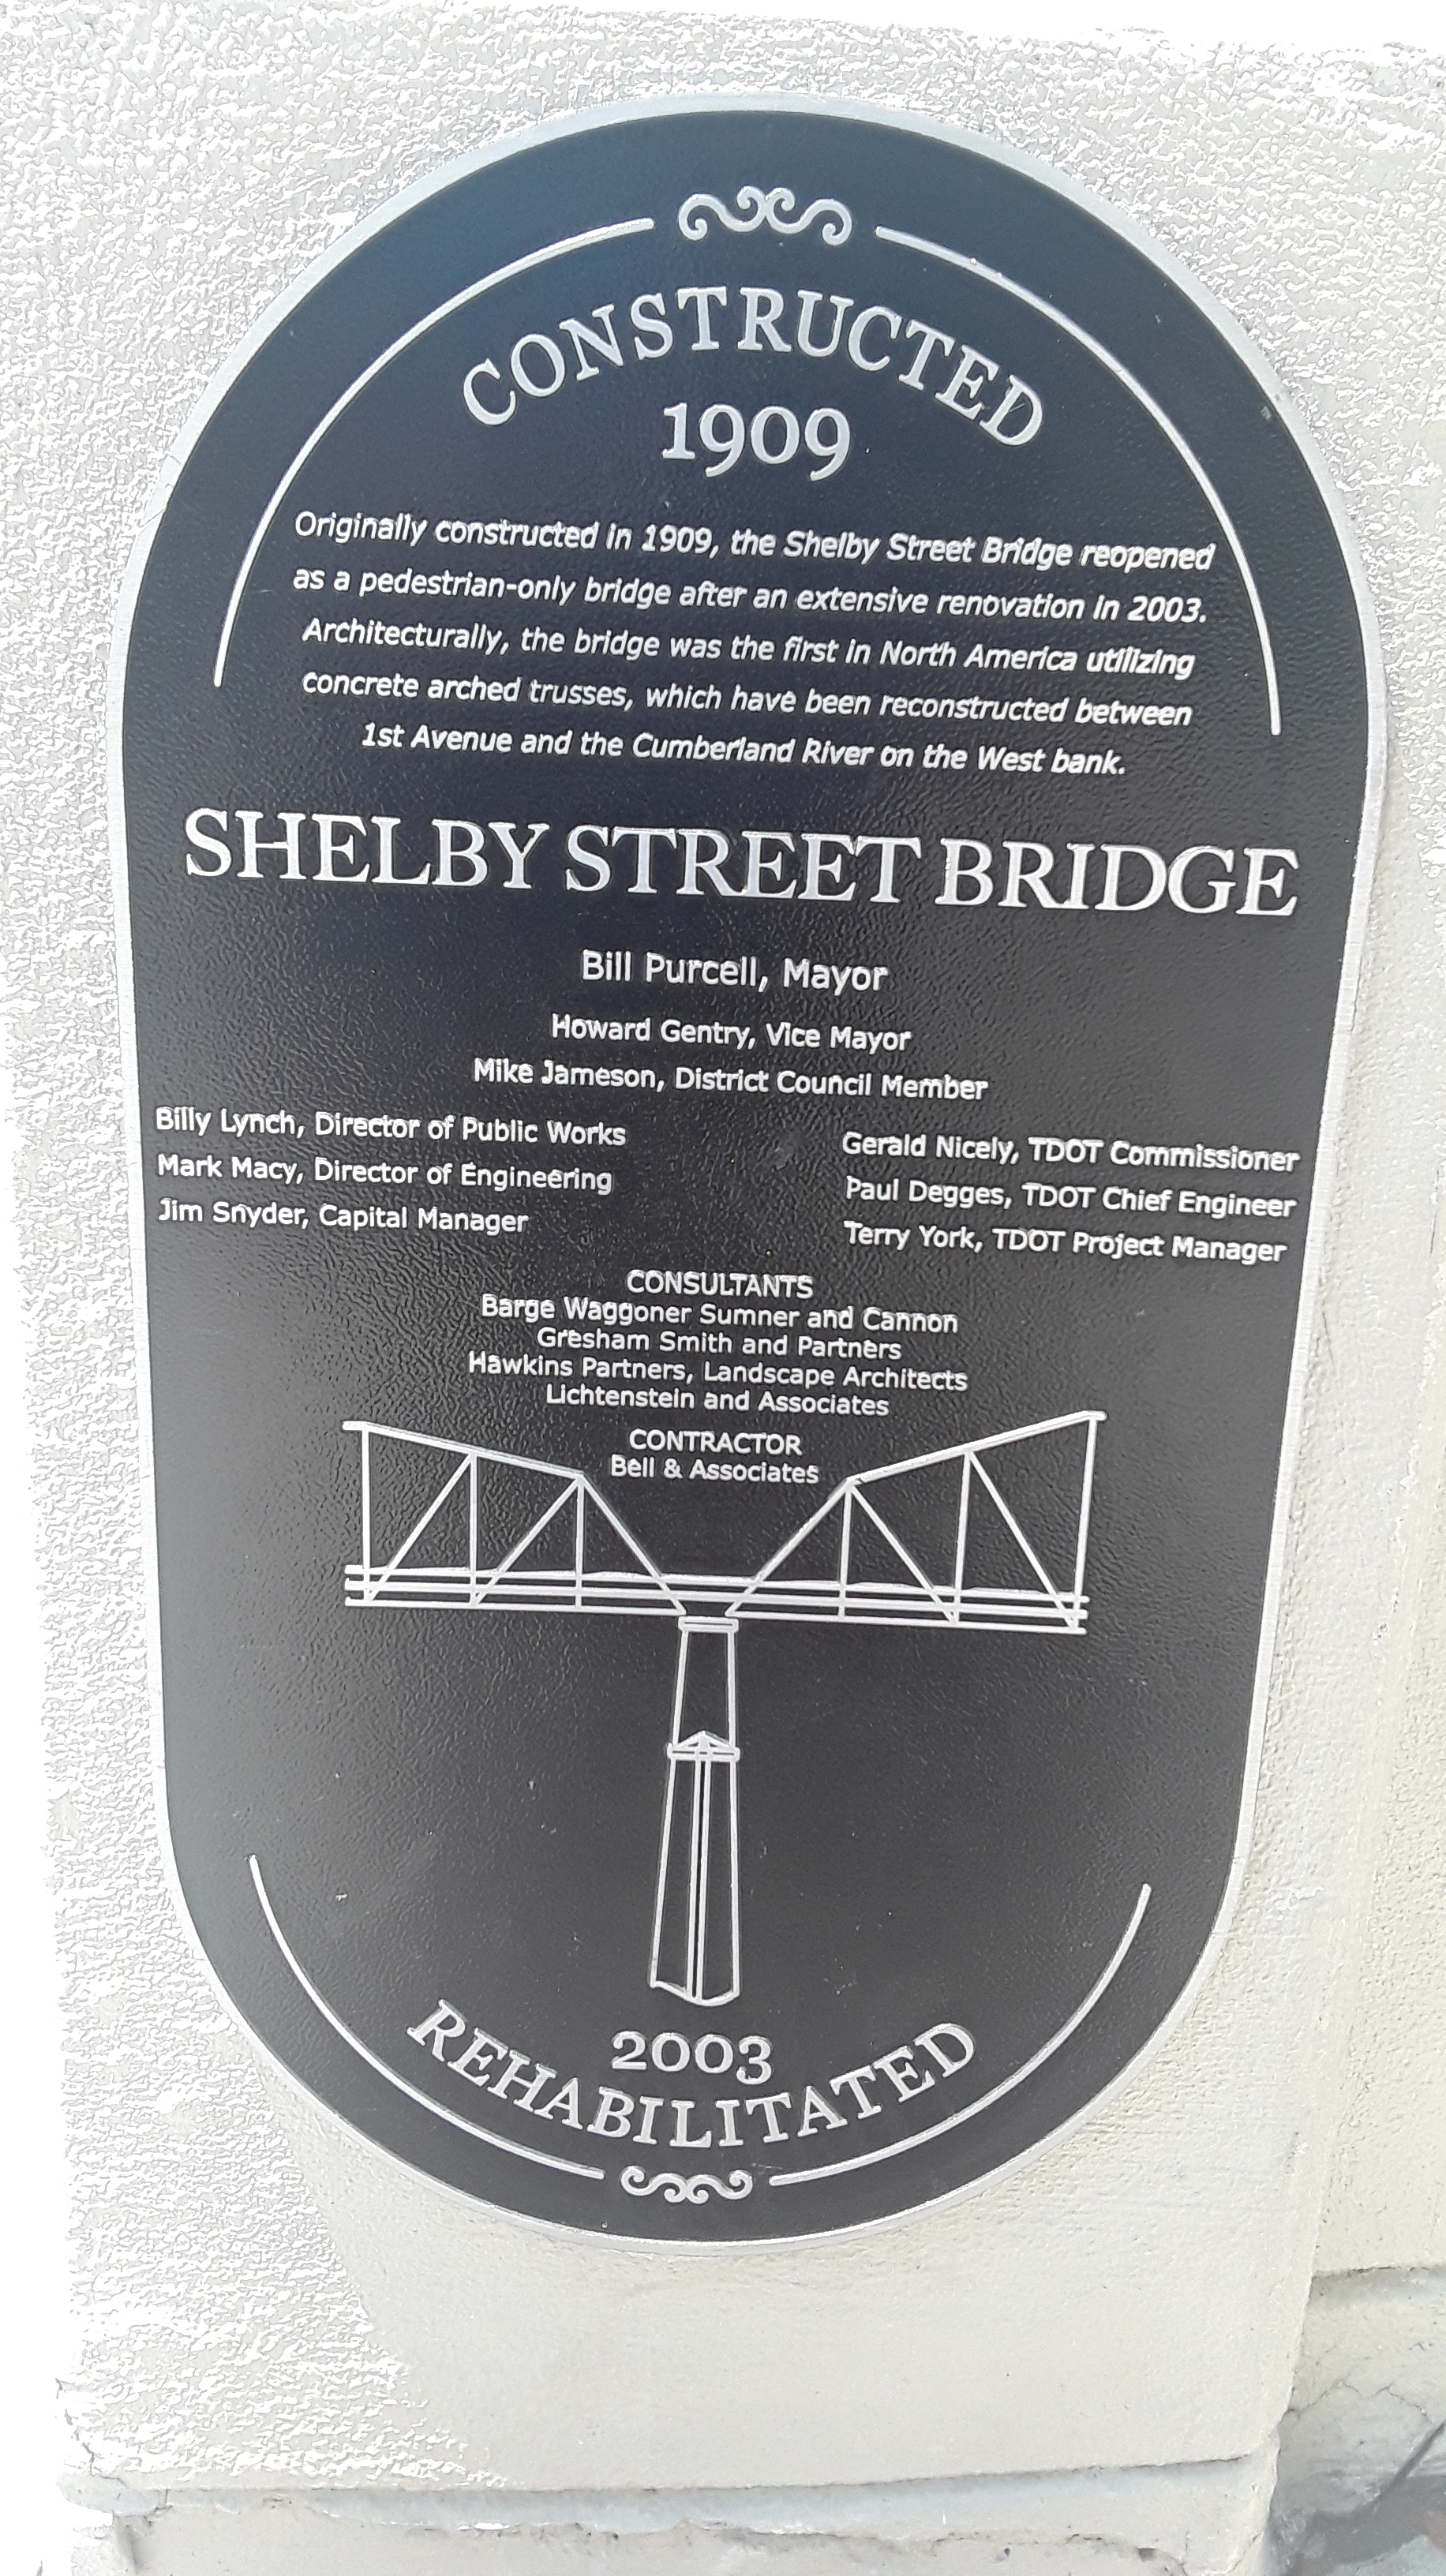 CONSTRUCTED
1909
Originally constructed in 1909, the Shelby Street Bridge reopened
as a pedestrian-only bridge after an extensive renovation in 2003.
Architecturally, the bridge was the first in North America utilizing
concrete arched trusses, which have been reconstructed between
1st Avenue and the Cumberland River on the West bank.
SHELBY STREET BRIDGE
Bill Purcell, Mayor
Howard Gentry, Vice Mayor
Mike Jameson, District Council Member
Billy Lynch, Director of Public Works
Mark Macy, Director of Engineering
Jim Snyder, Capital Manager
Gerald Nicely, TDOT Commissioner
Paul Degges, TDOT Chief Engineer
Terry York, TDOT Project Manager
CONSULTANTS
Barge Waggoner Sumner and Cannon
Gresham Smith and Partners
Hawkins Partners, Landscape Architects
Lichtenstein and Associates
CONTRACTOR
Bell & Associates
2003
REHABILITATED